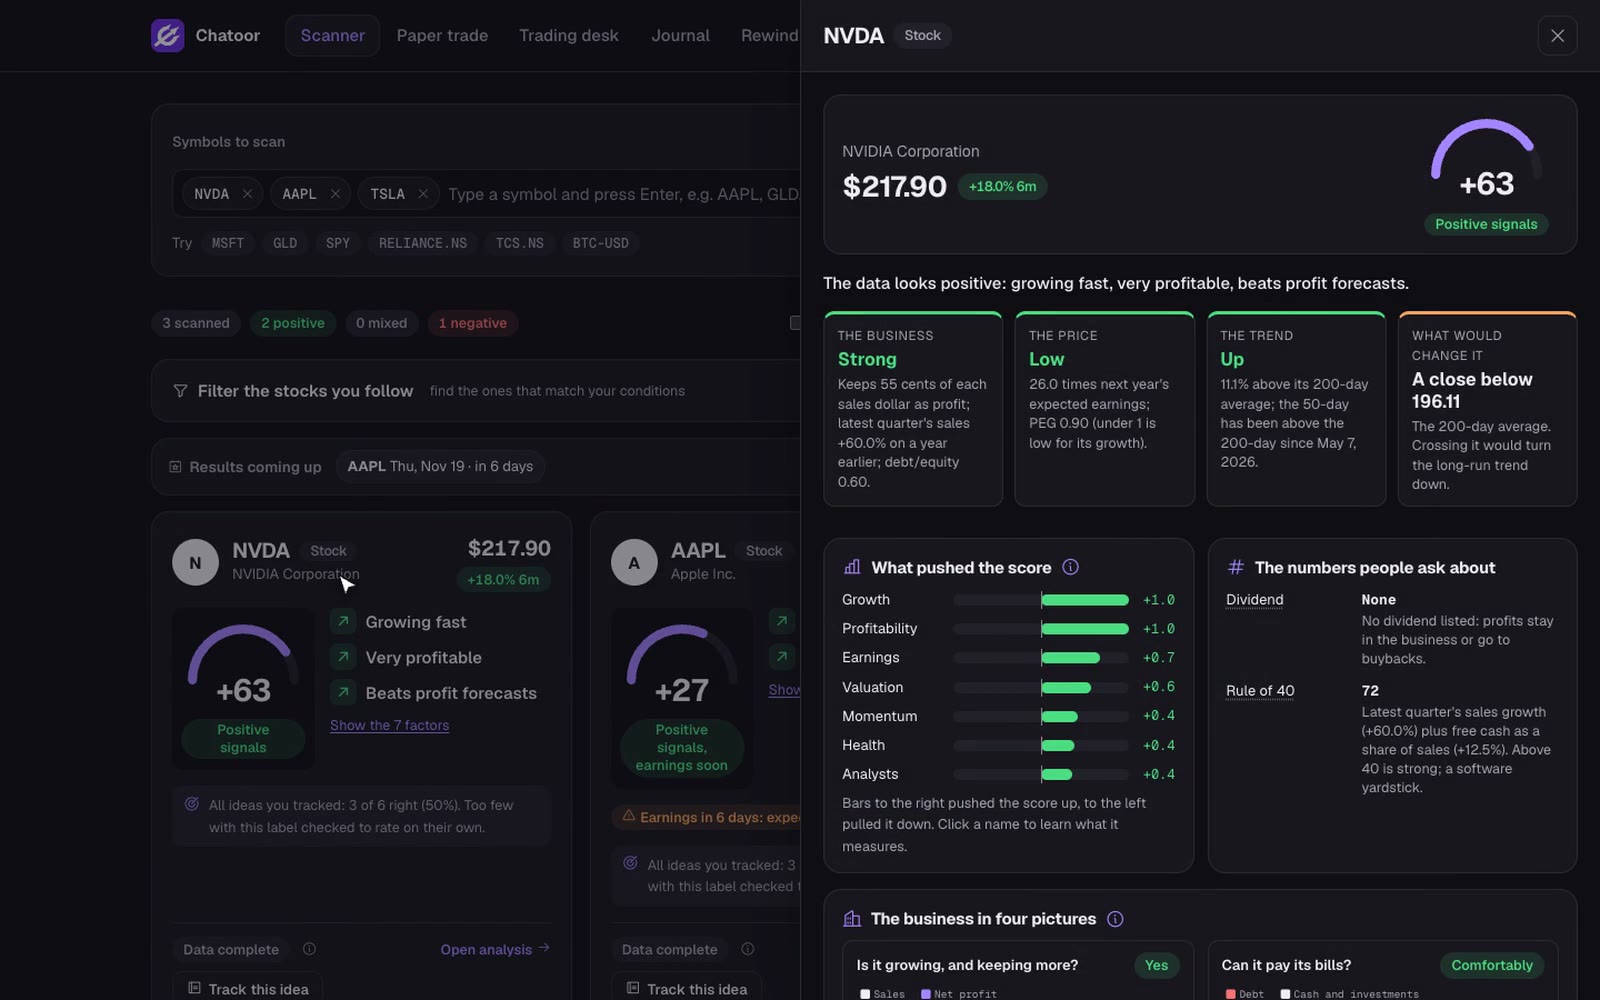 Chatoor
Scanner
Paper trade
Trading desk
Journal
Rewind
Symbols to scan
NVDA
AAPL
TSLA
Type a symbol and press Enter, e.g. AAPL, GLD,
Try
MSFT
GLD
SPY
RELIANCE.NS
TCS.NS
BTC-USD
3 scanned
2 positive
0 mixed
1 negative
Filter the stocks you follow
find the ones that match your conditions
Results coming up
AAPL Thu, Nov 19 · in 6 days
N
NVDA
Stock
NVIDIA Corporation
$217.90
+18.0% 6m
+63
Positive
signals
Growing fast
Very profitable
Beats profit forecasts
Show the 7 factors
All ideas you tracked: 3 of 6 right (50%). Too few
with this label checked to rate on their own.
Data complete
Open analysis
Track this idea
A
AAPL
Stock
Apple Inc.
+27
Positive
signals,
earnings soon
Show
Earnings in 6 days: expe
All ideas you tracked: 3
with this label checked t
Data complete
Track this idea
NVDA
Stock
NVIDIA Corporation
$217.90
+18.0% 6m
+63
Positive signals
The data looks positive: growing fast, very profitable, beats profit forecasts.
THE BUSINESS
Strong
Keeps 55 cents of each
sales dollar as profit;
latest quarter's sales
+60.0% on a year
earlier; debt/equity
0.60.
THE PRICE
Low
26.0 times next year's
expected earnings;
PEG 0.90 (under 1 is
low for its growth).
THE TREND
Up
11.1% above its 200-day
average; the 50-day
has been above the
200-day since May 7,
2026.
WHAT WOULD
CHANGE IT
A close below
196.11
The 200-day average.
Crossing it would turn
the long-run trend
down.
What pushed the score
Growth +1.0
Profitability +1.0
Earnings +0.7
Valuation +0.6
Momentum +0.4
Health +0.4
Analysts +0.4
Bars to the right pushed the score up, to the left
pulled it down. Click a name to learn what it
measures.
The numbers people ask about
Dividend
None
No dividend listed: profits stay
in the business or go to
buybacks.
Rule of 40
72
Latest quarter's sales growth
(+60.0%) plus free cash as a
share of sales (+12.5%). Above
40 is strong; a software
yardstick.
The business in four pictures
Is it growing, and keeping more?
Yes
Sales
Net profit
Can it pay its bills?
Comfortably
Debt
Cash and investments